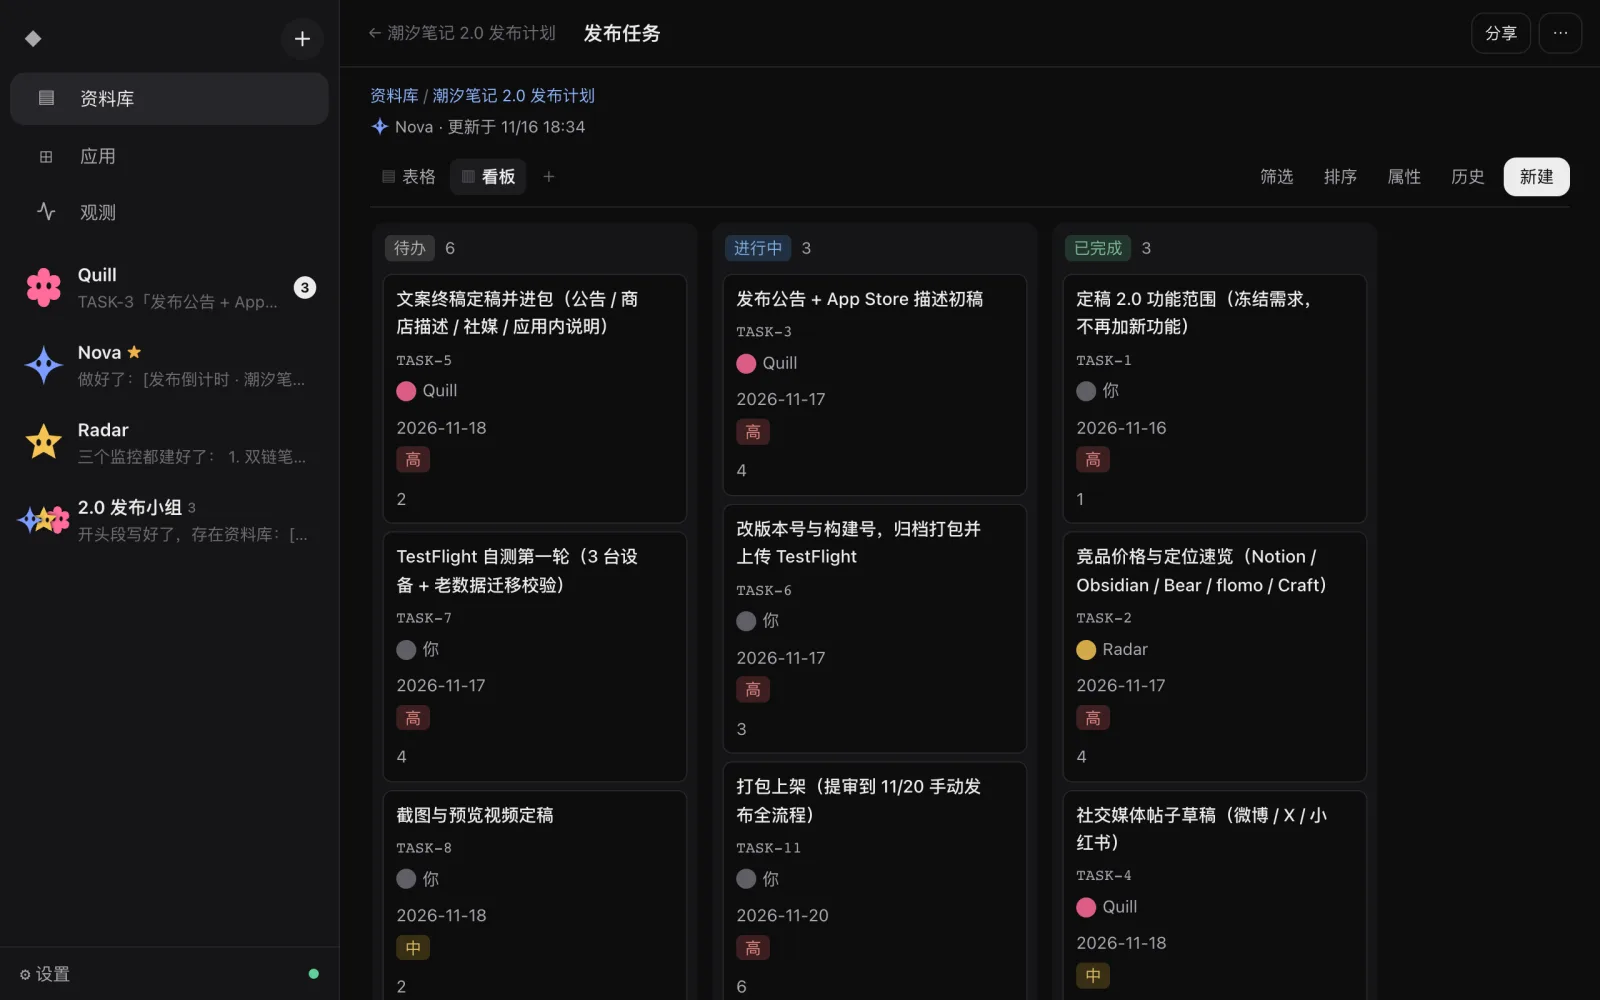 资料库
应用
观测
Quill
TASK-3「发布公告 + App...
3
Nova
做好了：[发布倒计时 · 潮汐笔...
Radar
三个监控都建好了： 1. 双链笔...
2.0 发布小组 3
开头段写好了，存在资料库：[...
设置
← 潮汐笔记 2.0 发布计划
发布任务
分享
...
资料库 / 潮汐笔记 2.0 发布计划
Nova · 更新于 11/16 18:34
表格
看板
+
筛选
排序
属性
历史
新建
待办 6
文案终稿定稿并进包（公告 / 商
店描述 / 社媒 / 应用内说明）
TASK-5
Quill
2026-11-18
高
2
TestFlight 自测第一轮（3 台设
备 + 老数据迁移校验）
TASK-7
你
2026-11-17
高
4
截图与预览视频定稿
TASK-8
你
2026-11-18
中
2
进行中 3
发布公告 + App Store 描述初稿
TASK-3
Quill
2026-11-17
高
4
改版本号与构建号，归档打包并
上传 TestFlight
TASK-6
你
2026-11-17
高
3
打包上架（提审到 11/20 手动发
布全流程）
TASK-11
你
2026-11-20
高
6
已完成 3
定稿 2.0 功能范围（冻结需求，
不再加新功能）
TASK-1
你
2026-11-16
高
1
竞品价格与定位速览（Notion /
Obsidian / Bear / flomo / Craft）
TASK-2
Radar
2026-11-17
高
4
社交媒体帖子草稿（微博 / X / 小
红书）
TASK-4
Quill
2026-11-18
中